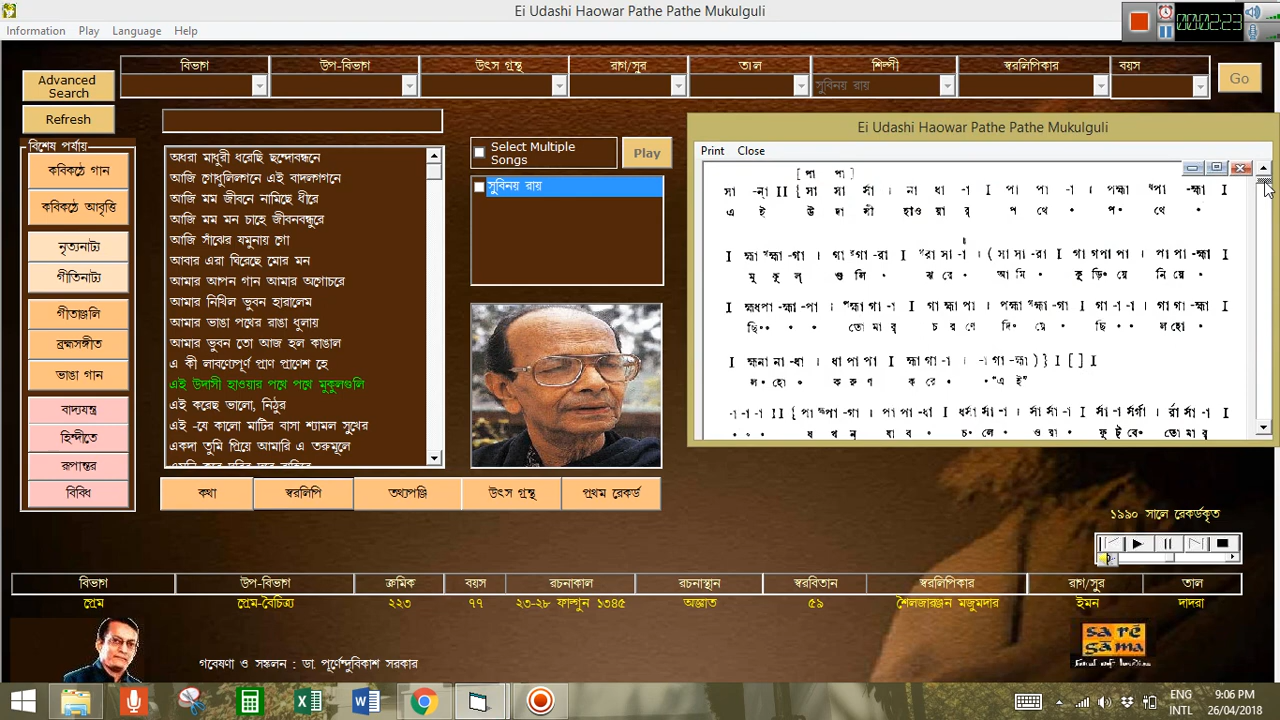 Ei Udashi Haowar Pathe Pathe Mukulguli
00:02:23
Information Play Language Help
Advanced
Search
Refresh
বিভাগ উপ-বিভাগ উৎস গ্রন্থ রাগ/সুর তাল শিল্পী স্বরলিপিকার বয়স
সুবিনয় রায়
Go
বিশেষ পর্যায়
কবিকণ্ঠে গান
কবিকণ্ঠে আবৃত্তি
নৃত্যনাট্য
গীতিনাট্য
গীতাঞ্জলি
ব্রহ্মসঙ্গীত
ভাঙা গান
বাদ্যযন্ত্র
হিন্দীতে
রূপান্তর
বিবিধ
অধরা মাধুরী ধরেছি ছন্দোবন্ধনে
আজি গোধুলিলগনে এই বাদলগগনে
আজি মম জীবনে নামিছে ধীরে
আজি মম মন চাহে জীবনবন্ধুরে
আজি সাঁঝের যমুনায় গো
আবার এরা ঘিরেছে মোর মন
আমার আপন গান আমার অগোচরে
আমার নিখিল ভুবন হারালেম
আমার ভাঙা পথের রাঙা ধুলায়
আমার ভুবন তো আজ হল কাঙাল
এ কী লাবণ্যেপূর্ণ প্রাণ প্রাণেশ হে
এই উদাসী হাওয়ার পথে পথে মুকুলগুলি
এই করেছ ভালো, নিঠুর
এই -যে কালো মাটির বাসা শ্যামল সুখের
একদা তুমি প্রিয়ে আমারি এ তরুমূলে
Select Multiple
Songs
Play
সুবিনয় রায়
কথা স্বরলিপি তথ্যপঞ্জি উৎস গ্রন্থ প্রথম রেকর্ড
Ei Udashi Haowar Pathe Pathe Mukulguli
Print Close
[ পা পা ]
এ ই উ দা সী হাও য়া র্ প থে • প • থে •
মু কু ল্ গু লি • ঝ রে • আ মি • কু ড়ি • য়ে নি য়ে •
ছি • • • • • তো মা র্ চ র ণে দি • য়ে • ছি • ল হো •
ল • হো • ক রু ণ ক রে • • "এ ই"
১৯৯০ সালে রেকর্ডকৃত
বিভাগ উপ-বিভাগ ক্রমিক বয়স রচনাকাল রচনাস্থান স্বরবিতান স্বরলিপিকার রাগ/সুর তাল
প্রেম প্রেম-বৈচিত্র্য ২২৩ ৭৭ ২৩-২৮ ফাল্গুন ১৩৪৫ অজ্ঞাত ৫৯ শৈলজারঞ্জন মজুমদার ইমন দাদরা
গবেষণা ও সঙ্কলন : ডা. পূর্ণেন্দুবিকাশ সরকার
sa re
ga ma
ENG
INTL
9:06 PM
26/04/2018